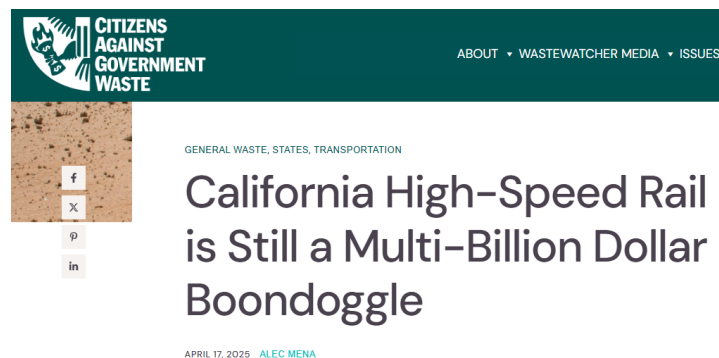 CITIZENS
AGAINST
GOVERNMENT
WASTE
ABOUT WASTEWATCHER MEDIA ISSUES
GENERAL WASTE, STATES, TRANSPORTATION
California High-Speed Rail
is Still a Multi-Billion Dollar
Boondoggle
APRIL 17, 2025 ALEC MENA